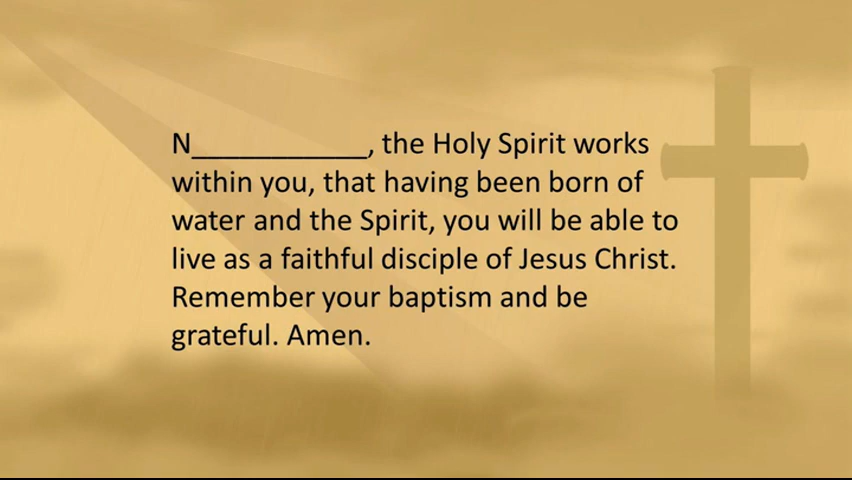 N___________, the Holy Spirit works
within you, that having been born of
water and the Spirit, you will be able to
live as a faithful disciple of Jesus Christ.
Remember your baptism and be
grateful. Amen.